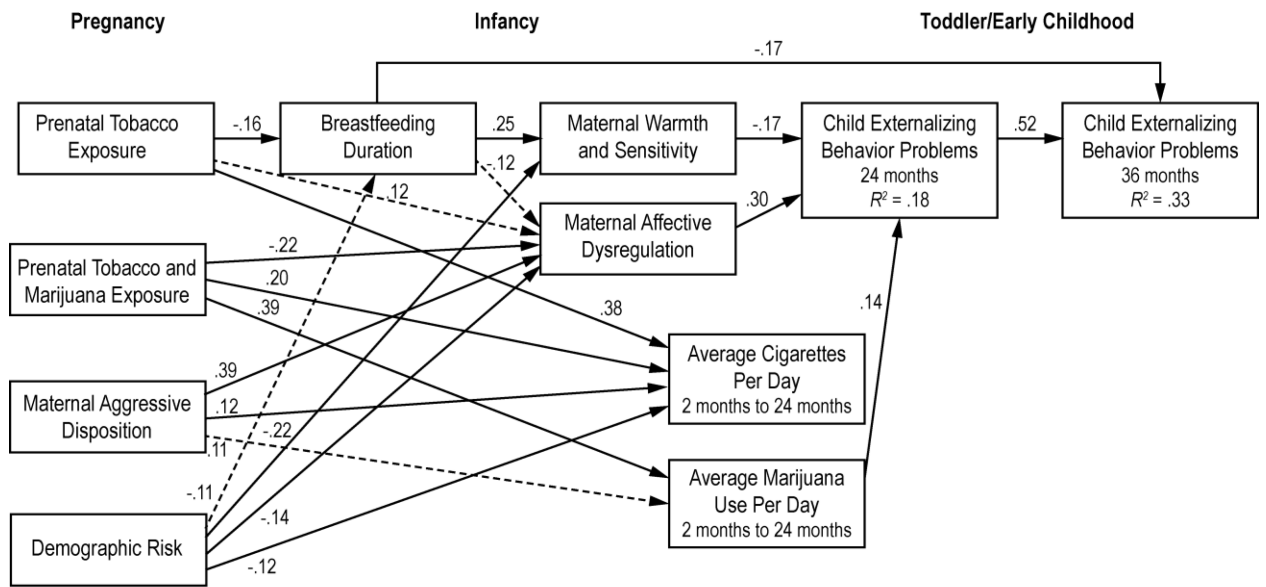 Pregnancy
Infancy
Toddler/Early Childhood
-.17
Prenatal Tobacco
Exposure
-.16
Breastfeeding
Duration
.25
Maternal Warmth
and Sensitivity
-.17
Child Externalizing
Behavior Problems
24 months
R² = .18
.52
Child Externalizing
Behavior Problems
36 months
R² = .33
-.12
.12
Maternal Affective
Dysregulation
.30
Prenatal Tobacco and
Marijuana Exposure
-.22
.20
.39
.38
.14
Average Cigarettes
Per Day
2 months to 24 months
Maternal Aggressive
Disposition
.39
.12
-.22
.11
Average Marijuana
Use Per Day
2 months to 24 months
Demographic Risk
-.11
-.14
-.12